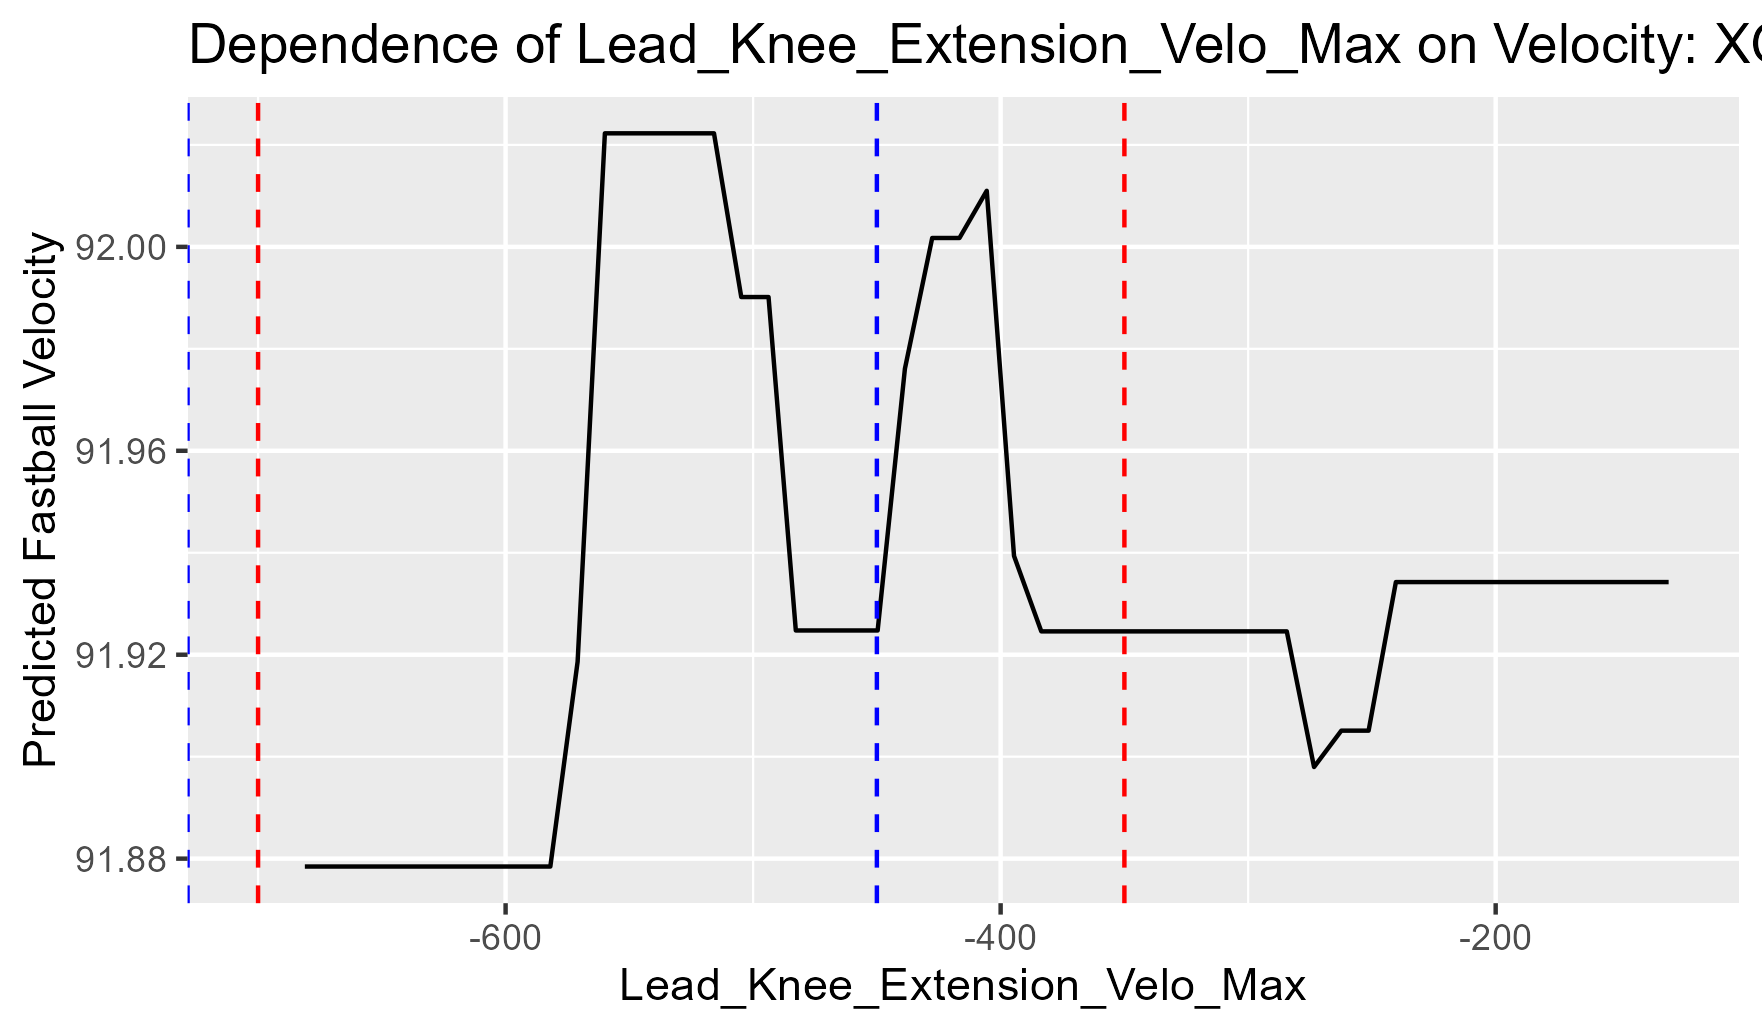 Dependence of Lead_Knee_Extension_Velo_Max on Velocity:
Predicted Fastball Velocity
92.00
91.96
91.92
91.88
-600 -400 -200
Lead_Knee_Extension_Velo_Max